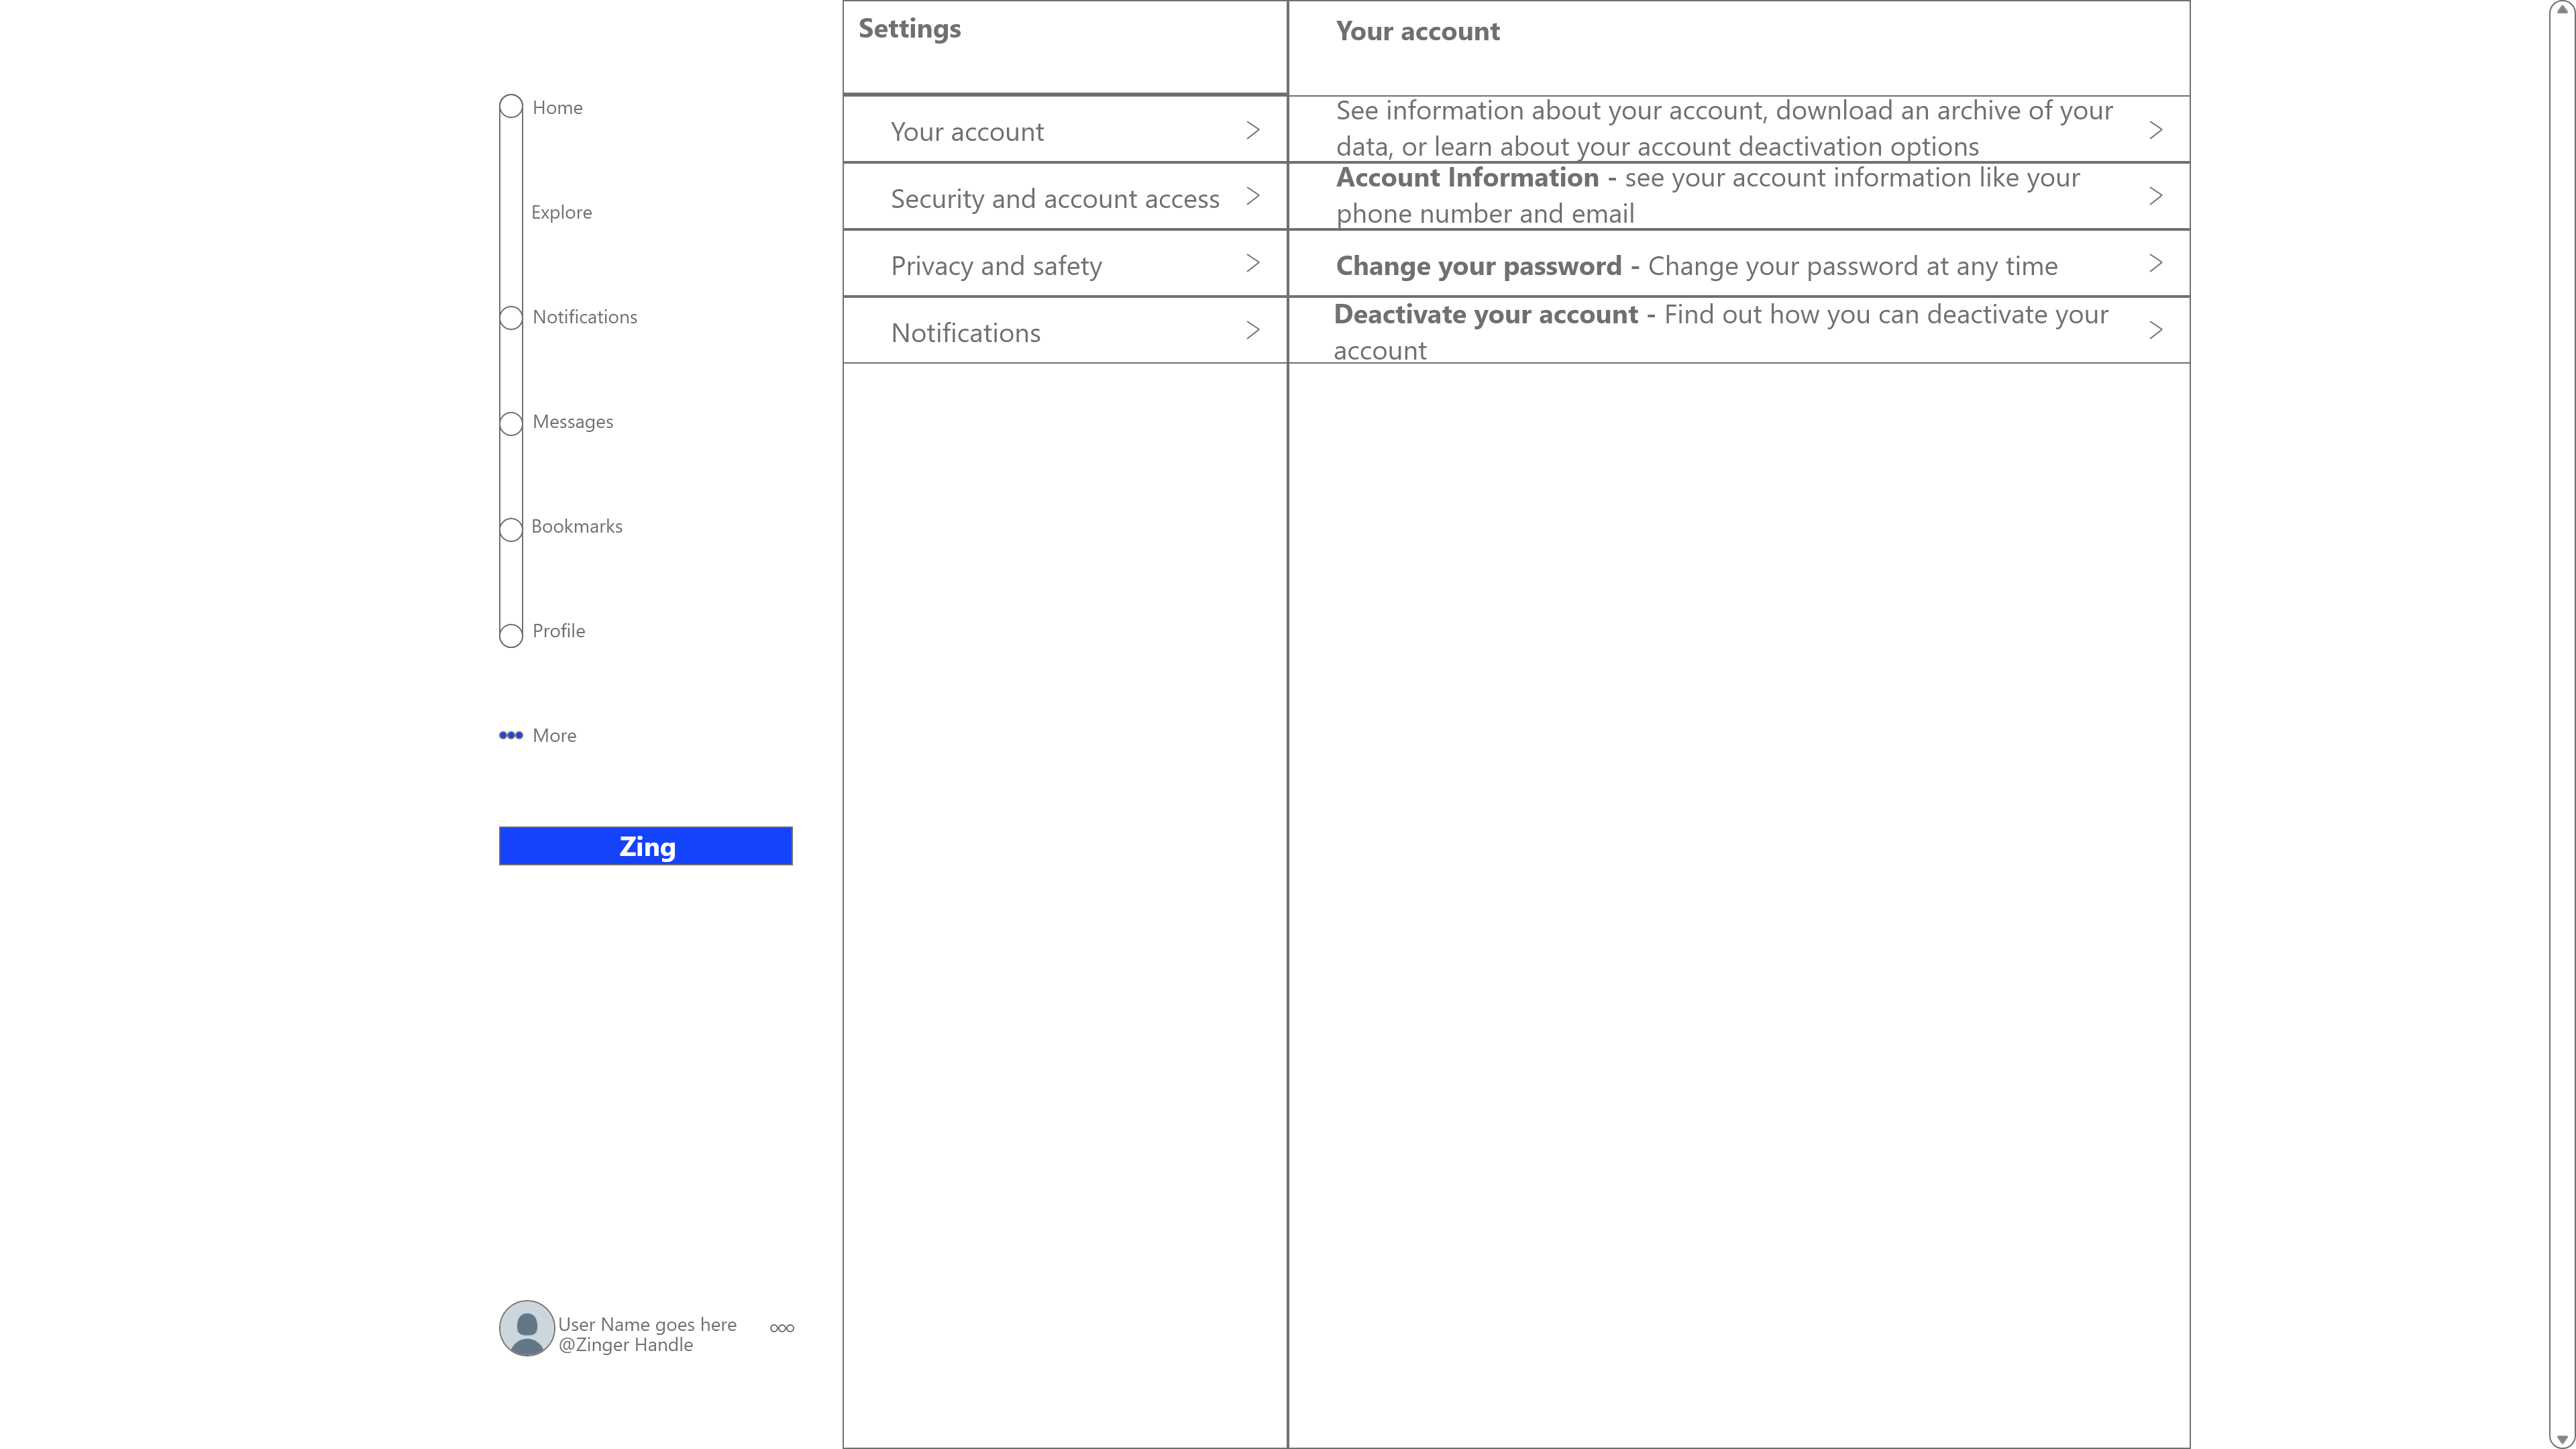 Home
Explore
Notifications
Messages
Bookmarks
Profile
More
Zing
User Name goes here
@Zinger Handle
Settings
Your account
Security and account access
Privacy and safety
Notifications
Your account
See information about your account, download an archive of your
data, or learn about your account deactivation options
Account Information - see your account information like your
phone number and email
Change your password - Change your password at any time
Deactivate your account - Find out how you can deactivate your
account